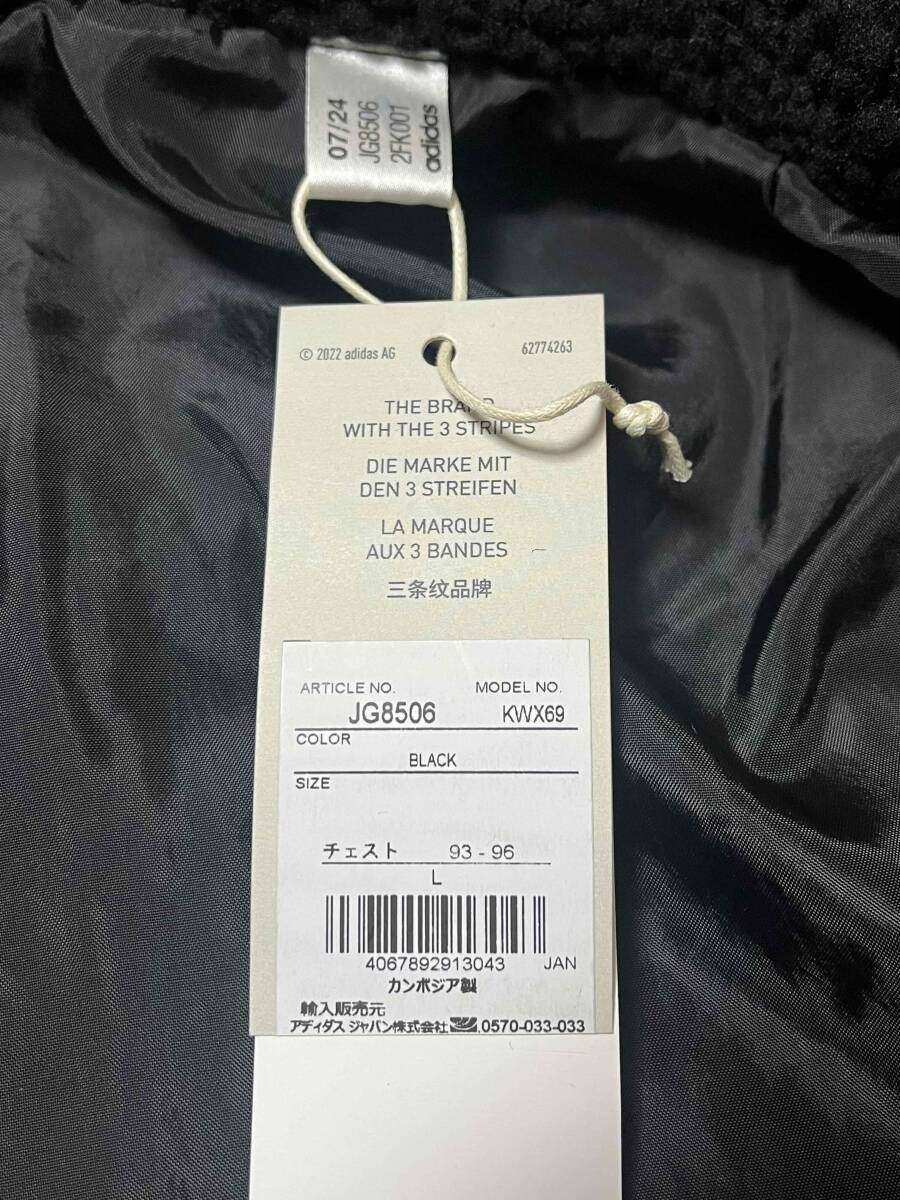 07/24
JG8506
2FK001
adidas
© 2022 adidas AG
62774263
THE BRAND
WITH THE 3 STRIPES
DIE MARKE MIT
DEN 3 STREIFEN
LA MARQUE
AUX 3 BANDES
三条纹品牌
ARTICLE NO. MODEL NO.
JG8506 KWX69
COLOR
BLACK
SIZE
チェスト 93 - 96
L
4067892913043 JAN
カンボジア製
輸入販売元
アディダス ジャパン株式会社 0570-033-033